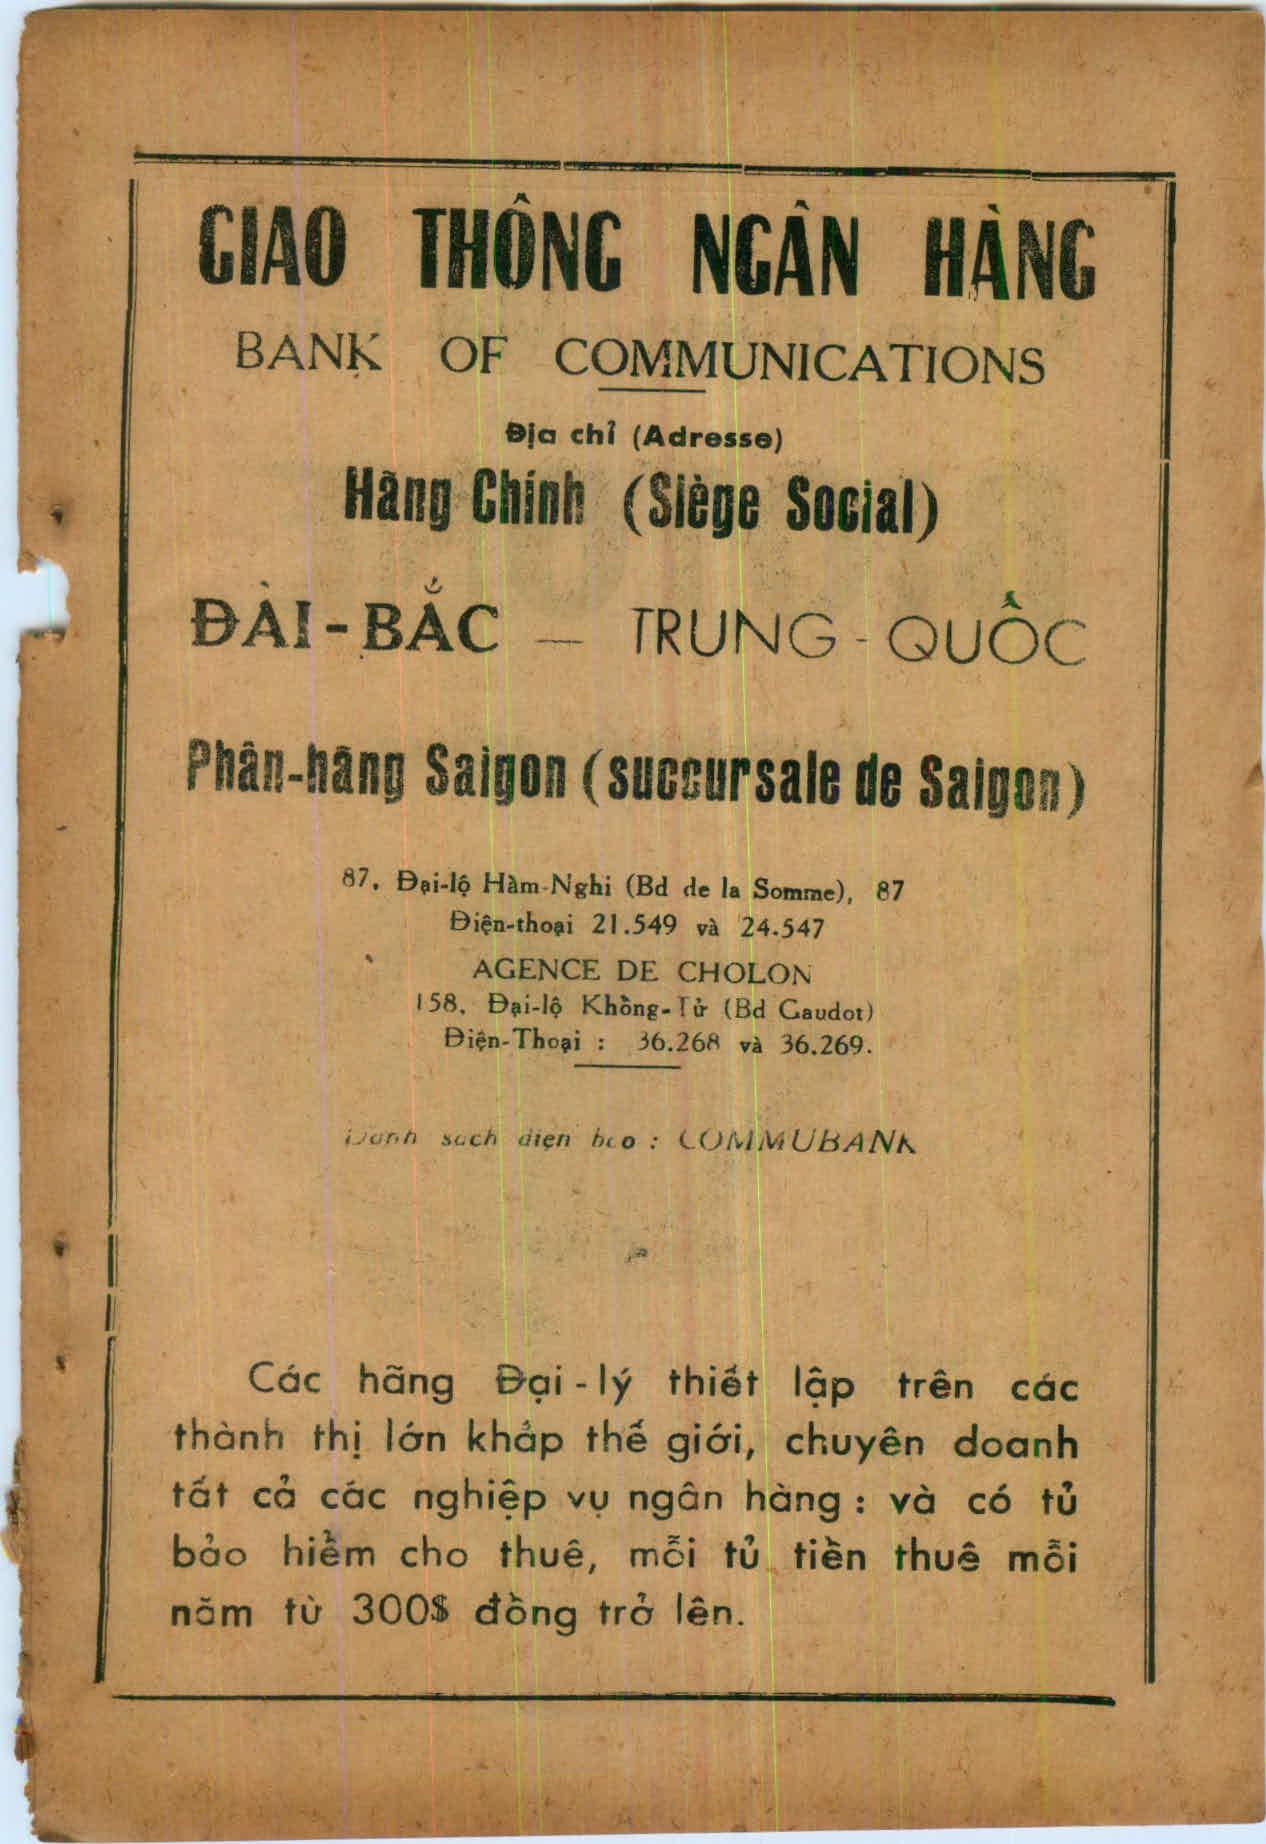 GIAO THÔNG NGÂN HÀNG
BANK OF COMMUNICATIONS
Địa chỉ (Adresse)
Hãng Chính (Siège Social)
ĐÀI-BẮC — TRUNG-QUỐC
Phân-hãng Saigon (succursale de Saigon)
87, Đại-lộ Hàm-Nghi (Bd de la Somme), 87
Điện-thoại 21.549 và 24.547
AGENCE DE CHOLON
158, Đại-lộ Khổng-Tử (Bd Gaudot)
Điện-Thoại : 36.268 và 36.269.
Danh sách điện báo : COMMUBANK
Các hãng Đại-lý thiết lập trên các
thành thị lớn khắp thế giới, chuyên doanh
tất cả các nghiệp vụ ngân hàng : và có tủ
bảo hiểm cho thuê, mỗi tủ tiền thuê mỗi
năm từ 300$ đồng trở lên.